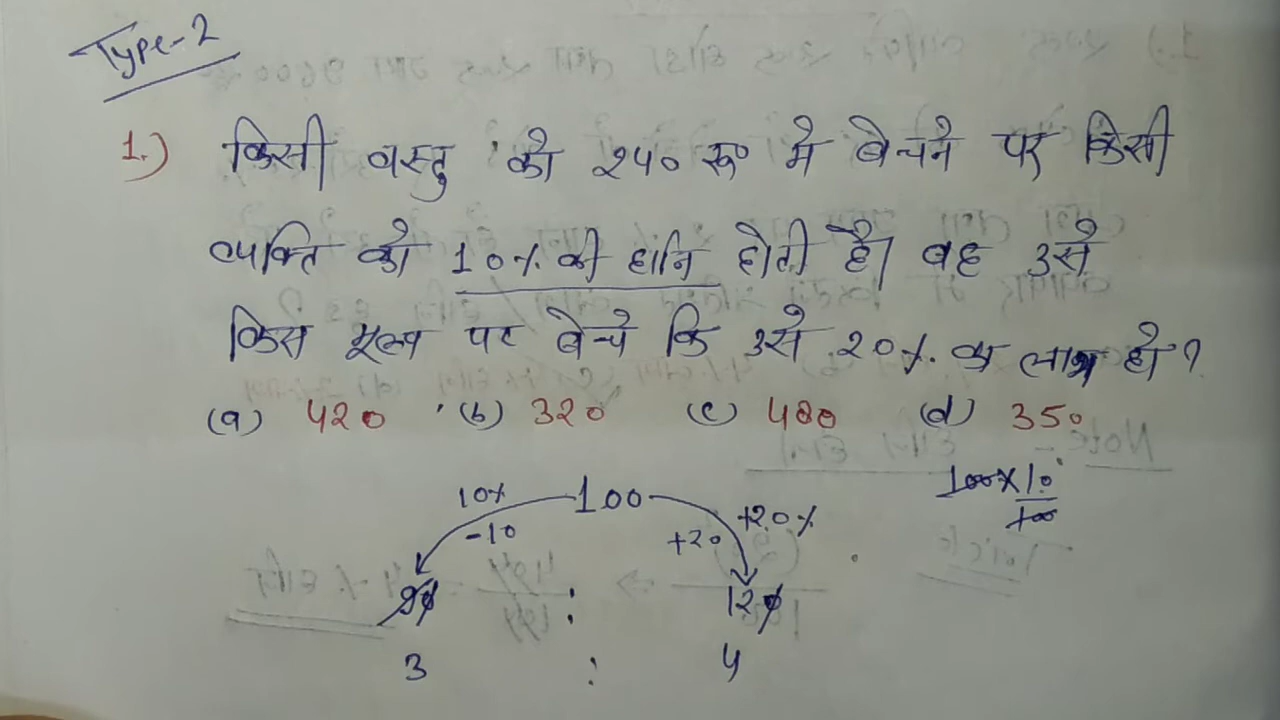 Type-2
1.) किसी वस्तु को 240 रू० मे बेचने पर किसी
व्यक्ति को 10% की हानि होती है। वह उसे
किस मूल्य पर बेचे कि उसे 20% का लाभ हो ?
(a) 420 (b) 320 (c) 480 (d) 350
100×10
100
10% 100 +20%
-10 +20
90 : 120
3 : 4